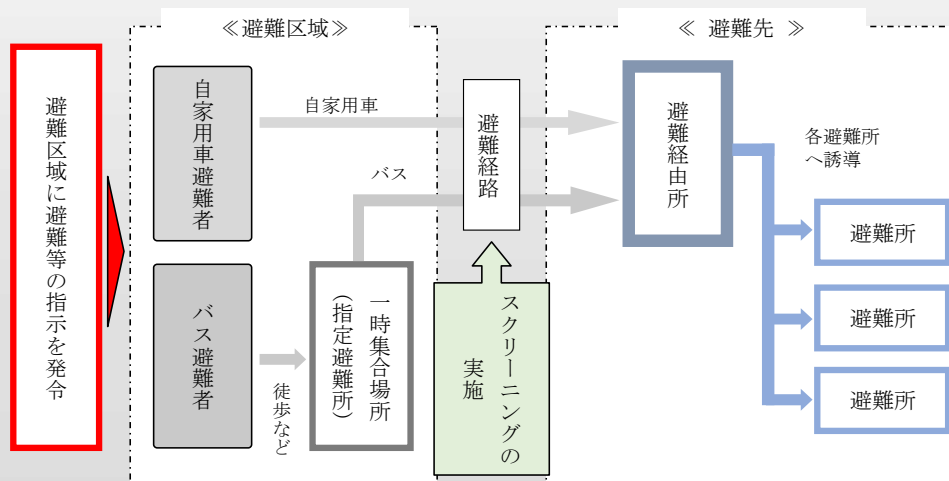 避難区域に避難等の指示を発令
≪避難区域≫
自家用車避難者
自家用車
バス避難者
徒歩など
一時集合場所
(指定避難所)
バス
避難経路
スクリーニングの
実施
≪ 避難先 ≫
避難経由所
各避難所
へ誘導
避難所
避難所
避難所